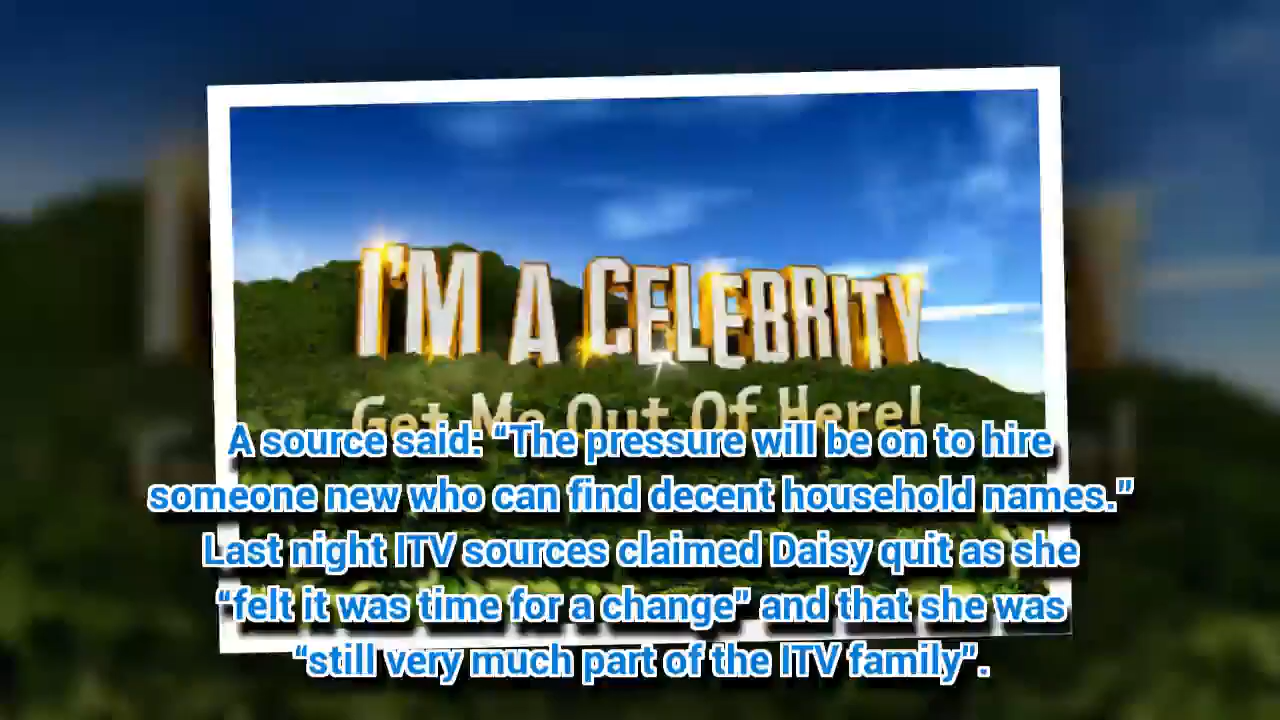 I'M A CELEBRITY
Get Me Out Of Here!
A source said: “The pressure will be on to hire
someone new who can find decent household names.”
Last night ITV sources claimed Daisy quit as she
“felt it was time for a change” and that she was
“still very much part of the ITV family”.